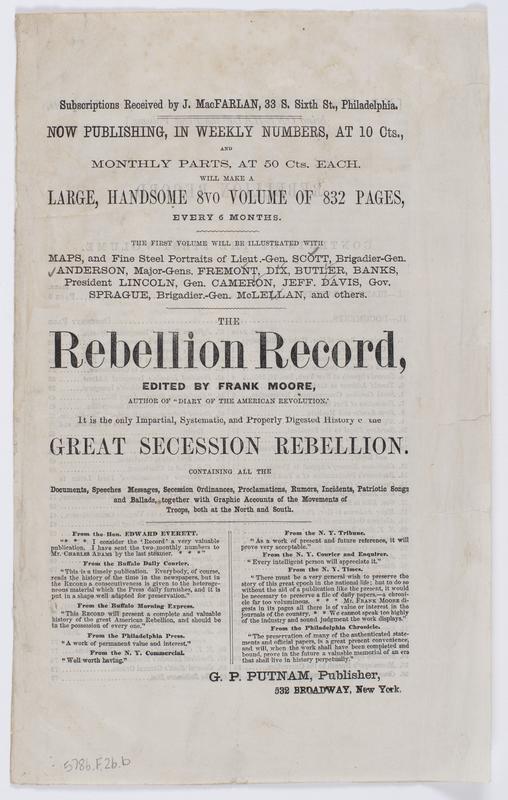 Subscriptions Received by J. MacFARLAN, 33 S. Sixth St., Philadelphia.
NOW PUBLISHING, IN WEEKLY NUMBERS, AT 10 Cts.,
AND
MONTHLY PARTS, AT 50 Cts. EACH.
WILL MAKE A
LARGE, HANDSOME 8VO VOLUME OF 832 PAGES,
EVERY 6 MONTHS.
THE FIRST VOLUME WILL BE ILLUSTRATED WITH
MAPS, and Fine Steel Portraits of Lieut.-Gen. SCOTT, Brigadier-Gen.
ANDERSON, Major-Gens. FREMONT, DIX, BUTLER, BANKS,
President LINCOLN, Gen. CAMERON, JEFF. DAVIS, Gov.
SPRAGUE, Brigadier.-Gen. McLELLAN, and others.
THE
Rebellion Record,
EDITED BY FRANK MOORE,
AUTHOR OF "DIARY OF THE AMERICAN REVOLUTION."
It is the only Impartial, Systematic, and Properly Digested History o the
GREAT SECESSION REBELLION.
CONTAINING ALL THE
Documents, Speeches Messages, Secession Ordinances, Proclamations, Rumors, Incidents, Patriotic Songs
and Ballads, together with Graphic Accounts of the Movements of
Troops, both at the North and South.
From the Hon. EDWARD EVERETT.
"* * * I consider the 'Record' a very valuable
publication. I have sent the two monthly numbers to
Mr. CHARLES ADAMS by the last steamer. * * *"
From the Buffalo Daily Courier.
"This is a timely publication. Everybody, of course,
reads the history of the time in the newspapers, but in
the RECORD a consecutiveness is given to the heterogeneous
material which the Press daily furnishes, and it is
put in a shape well adapted for preservation."
From the Buffalo Morning Express.
"This RECORD will present a complete and valuable
history of the great American Rebellion, and should be
in the possession of every one."
From the Philadelphia Press.
"A work of permanent value and interest."
From the N. Y. Commercial.
"Well worth having."
From the N. Y. Tribune.
"As a work of present and future reference, it will
prove very acceptable."
From the N. Y. Courier and Enquirer.
"Every intelligent person will appreciate it."
From the N. Y. Times.
"There must be a very general wish to preserve the
story of this great epoch in the national life; but to do so
without the aid of a publication like the present, it would
be necessary to preserve a file of daily papers—a chronicle
far too voluminous. * * * Mr. FRANK MOORE digests
in its pages all there is of value or interest in the
journals of the country. * * We cannot speak too highly
of the industry and sound judgment the work displays."
From the Philadelphia Chronicle.
"The preservation of many of the authenticated statements
and official papers, is a great present convenience,
and will, when the work shall have been completed and
bound, prove in the future a valuable memorial of an era
that shall live in history perpetually."
G. P. PUTNAM, Publisher,
532 BROADWAY, New York.
5786.F.26.b